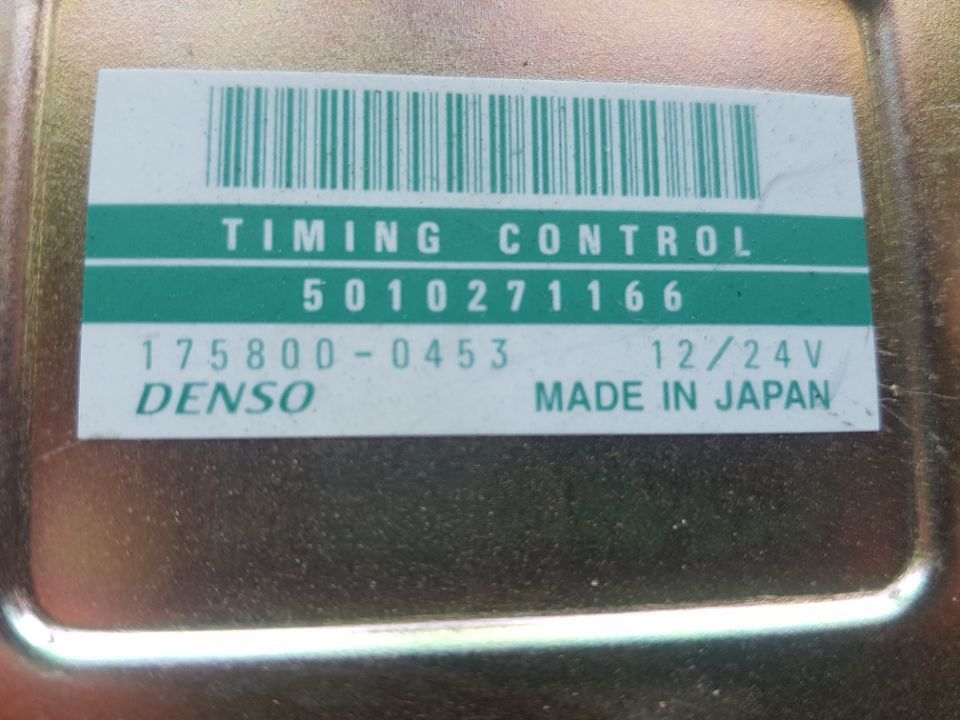 TIMING CONTROL
5010271166
175800-0453 12/24V
DENSO MADE IN JAPAN